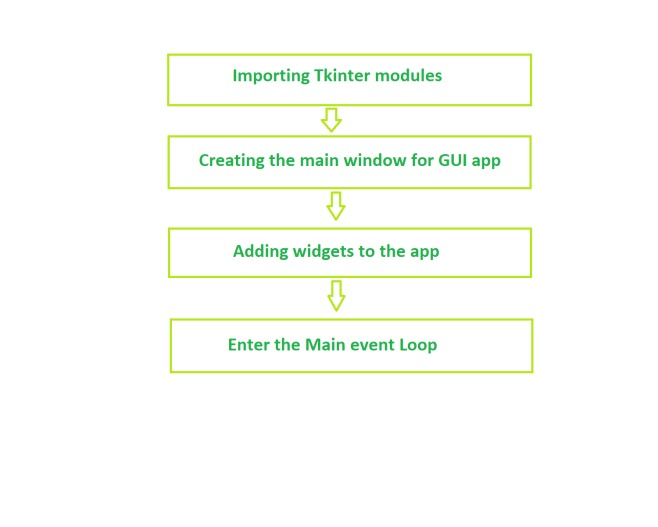 Importing Tkinter modules
Creating the main window for GUI app
Adding widgets to the app
Enter the Main event Loop